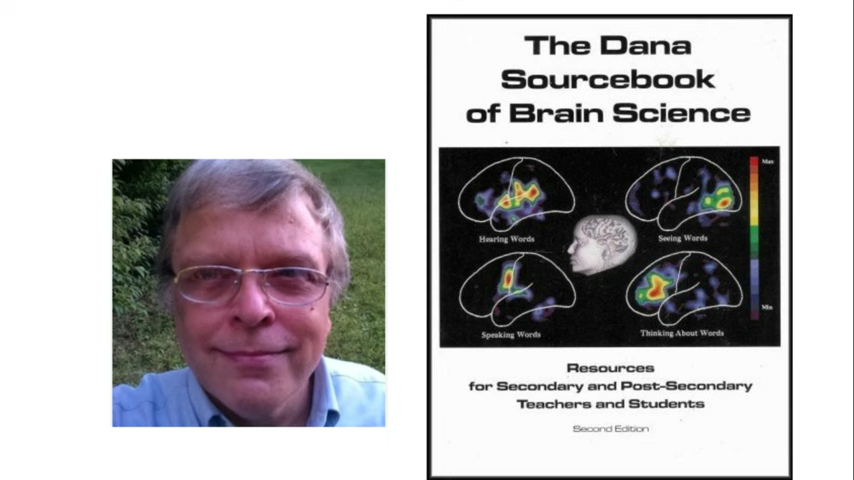 The Dana
Sourcebook
of Brain Science
Max
Hearing Words
Seeing Words
Speaking Words
Thinking About Words
Min
Resources
for Secondary and Post-Secondary
Teachers and Students
Second Edition